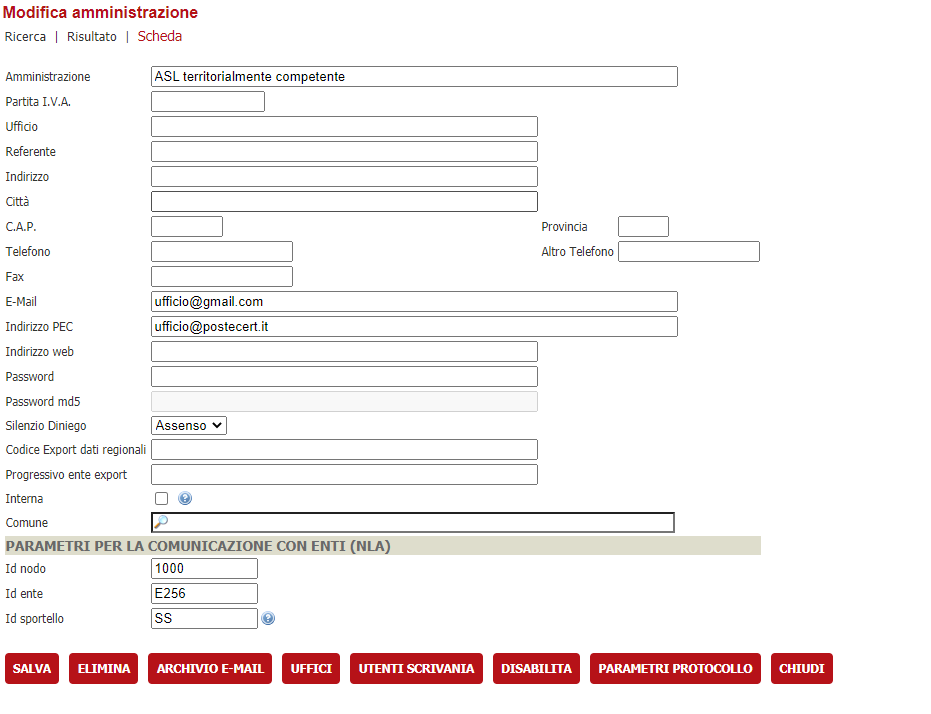 Modifica amministrazione
Ricerca | Risultato | Scheda
Amministrazione ASL territorialmente competente
Partita I.V.A.
Ufficio
Referente
Indirizzo
Città
C.A.P. Provincia
Telefono Altro Telefono
Fax
E-Mail ufficio@gmail.com
Indirizzo PEC ufficio@postecert.it
Indirizzo web
Password
Password md5
Silenzio Diniego Assenso
Codice Export dati regionali
Progressivo ente export
Interna
Comune
PARAMETRI PER LA COMUNICAZIONE CON ENTI (NLA)
Id nodo 1000
Id ente E256
Id sportello SS
SALVA ELIMINA ARCHIVIO E-MAIL UFFICI UTENTI SCRIVANIA DISABILITA PARAMETRI PROTOCOLLO CHIUDI